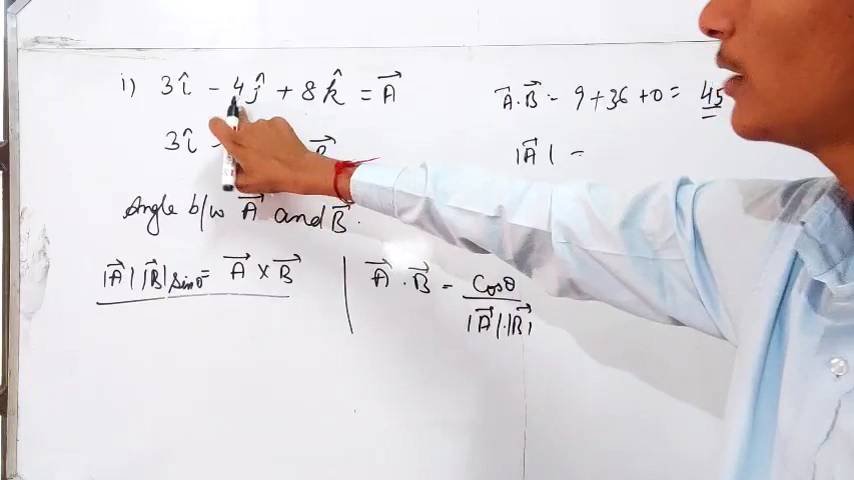 i) 3î - 4ĵ + 8k̂ = A⃗
A⃗.B⃗ - 9 + 36 + 0 = 45
3î - B⃗
|A⃗| =
Angle b/w A⃗ and B⃗.
|A⃗| |B⃗| sinθ = A⃗ × B⃗
A⃗ . B⃗ = Cosθ / |A⃗|.|B⃗|